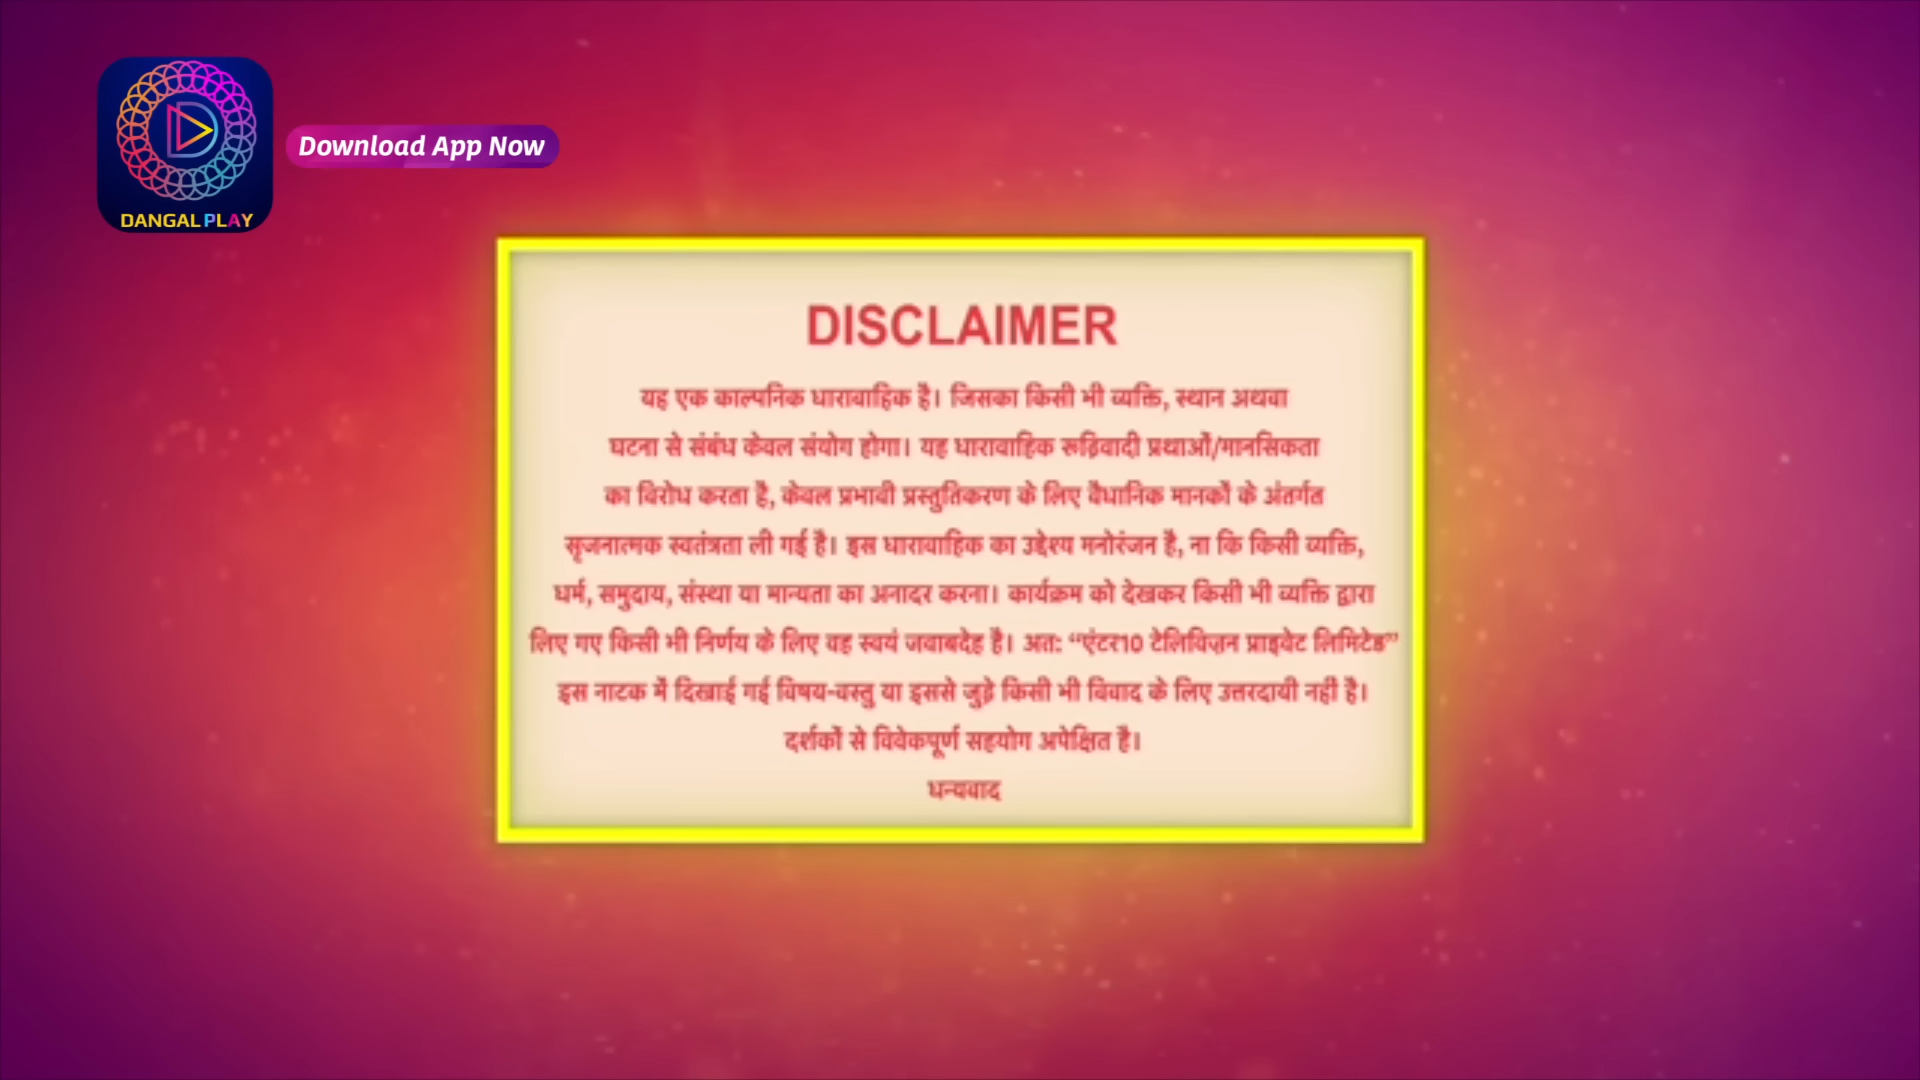 DANGAL PLAY
Download App Now
DISCLAIMER
यह एक काल्पनिक धारावाहिक है। जिसका किसी भी व्यक्ति, स्थान अथवा
घटना से संबंध केवल संयोग होगा। यह धारावाहिक रूढ़िवादी प्रथाओं/मानसिकता
का विरोध करता है, केवल प्रभावी प्रस्तुतिकरण के लिए वैधानिक मानकों के अंतर्गत
सृजनात्मक स्वतंत्रता ली गई है। इस धारावाहिक का उद्देश्य मनोरंजन है, ना कि किसी व्यक्ति,
धर्म, समुदाय, संस्था या मान्यता का अनादर करना। कार्यक्रम को देखकर किसी भी व्यक्ति द्वारा
लिए गए किसी भी निर्णय के लिए वह स्वयं जवाबदेह है। अत: “एंटर10 टेलिविज़न प्राइवेट लिमिटेड”
इस नाटक में दिखाई गई विषय-वस्तु या इससे जुड़े किसी भी विवाद के लिए उत्तरदायी नहीं है।
दर्शकों से विवेकपूर्ण सहयोग अपेक्षित है।
धन्यवाद